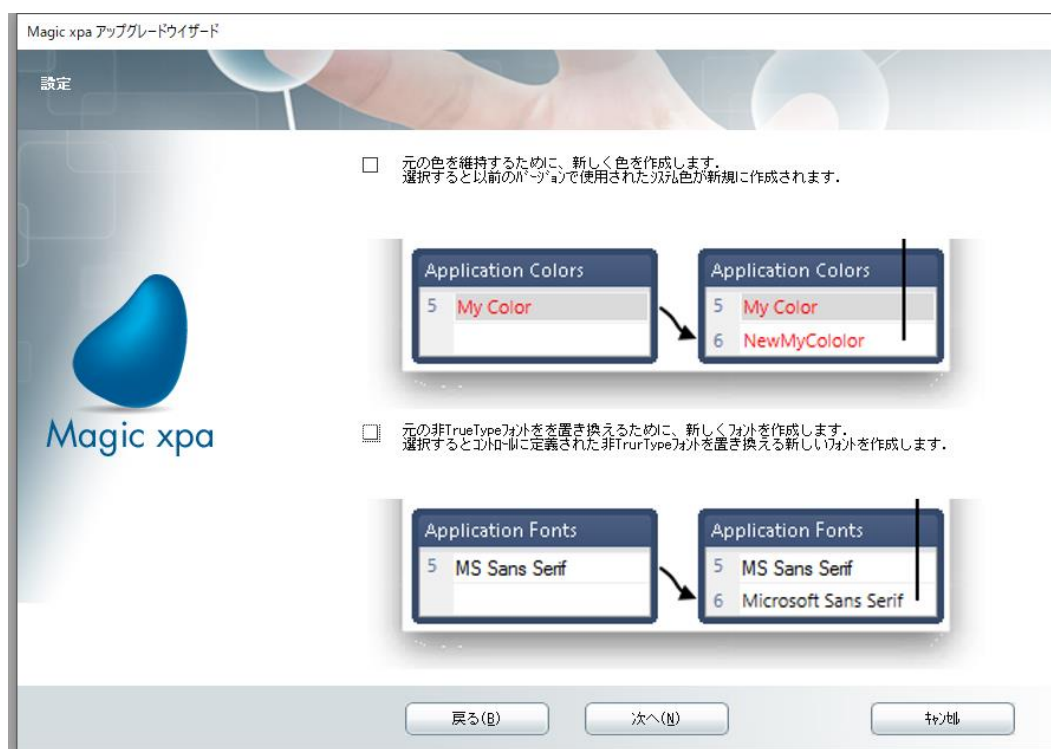 Magic xpa アップグレードウィザード
設定
元の色を維持するために、新しく色を作成します.
選択すると以前のﾊﾞｰｼﾞｮﾝで使用されたｼｽﾃﾑ色が新規に作成されます.
Application Colors
5 My Color
Application Colors
5 My Color
6 NewMyCololor
Magic xpa
元の非TrueTypeﾌｫﾝﾄをを置き換えるために、新しくﾌｫﾝﾄを作成します.
選択するとｺﾝﾄﾛｰﾙに定義された非TrurTypeﾌｫﾝﾄを置き換える新しいﾌｫﾝﾄを作成します.
Application Fonts
5 MS Sans Serif
Application Fonts
5 MS Sans Serif
6 Microsoft Sans Serif
戻る(B)
次へ(N)
ｷｬﾝｾﾙ